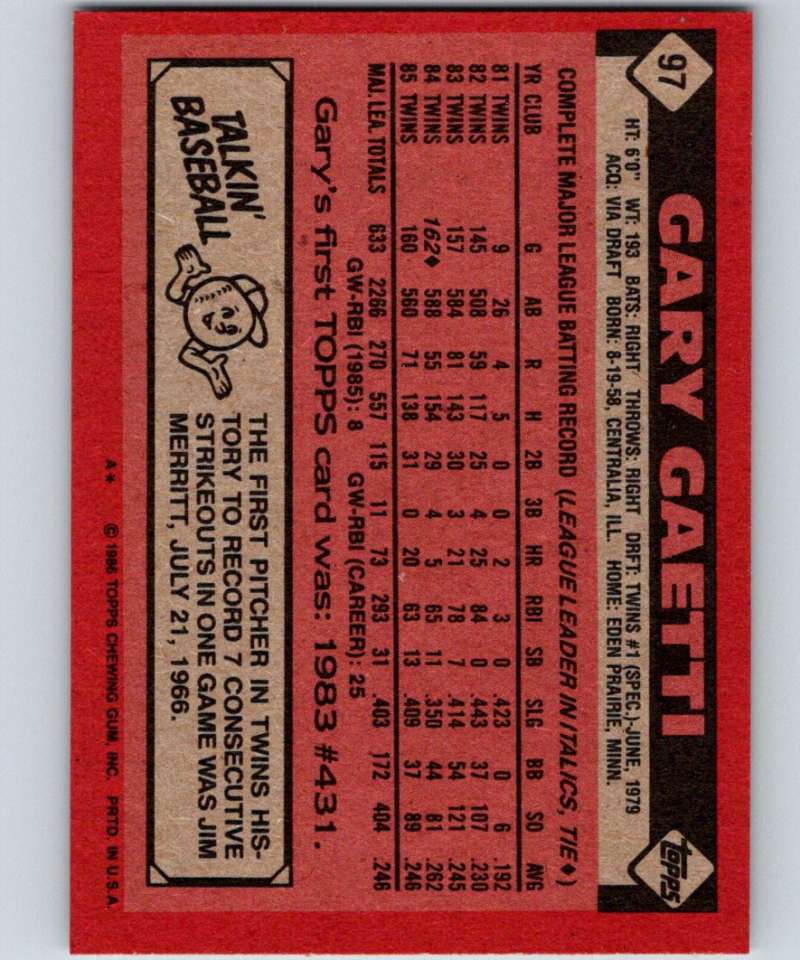 97
GARY GAETTI
TOPPS
HT: 6'0" WT: 193 BATS: RIGHT THROWS: RIGHT DRFT: TWINS #1 (SPEC.)-JUNE, 1979
ACQ: VIA DRAFT BORN: 8-19-58, CENTRALIA, ILL. HOME: EDEN PRAIRIE, MINN.
COMPLETE MAJOR LEAGUE BATTING RECORD (LEAGUE LEADER IN ITALICS, TIE♦)
YR CLUB G AB R H 2B 3B HR RBI SB SLG BB SO AVG
81 TWINS 9 26 4 5 0 0 2 3 0 .423 0 6 .192
82 TWINS 145 508 59 117 25 4 25 84 0 .443 37 107 .230
83 TWINS 157 584 81 143 30 3 21 78 7 .414 54 121 .245
84 TWINS 162♦ 588 55 154 29 4 5 65 11 .350 44 81 .262
85 TWINS 160 560 71 138 31 0 20 63 13 .409 37 89 .246
MAJ. LEA. TOTALS 633 2266 270 557 115 11 73 293 31 .403 172 404 .246
GW-RBI (1985): 8 GW-RBI (CAREER): 25
Gary's first TOPPS card was: 1983 #431.
TALKIN'
BASEBALL
THE FIRST PITCHER IN TWINS HIS-
TORY TO RECORD 7 CONSECUTIVE
STRIKEOUTS IN ONE GAME WAS JIM
MERRITT, JULY 21, 1966.
A* © 1986 TOPPS CHEWING GUM, INC. PRTD. IN U.S.A.